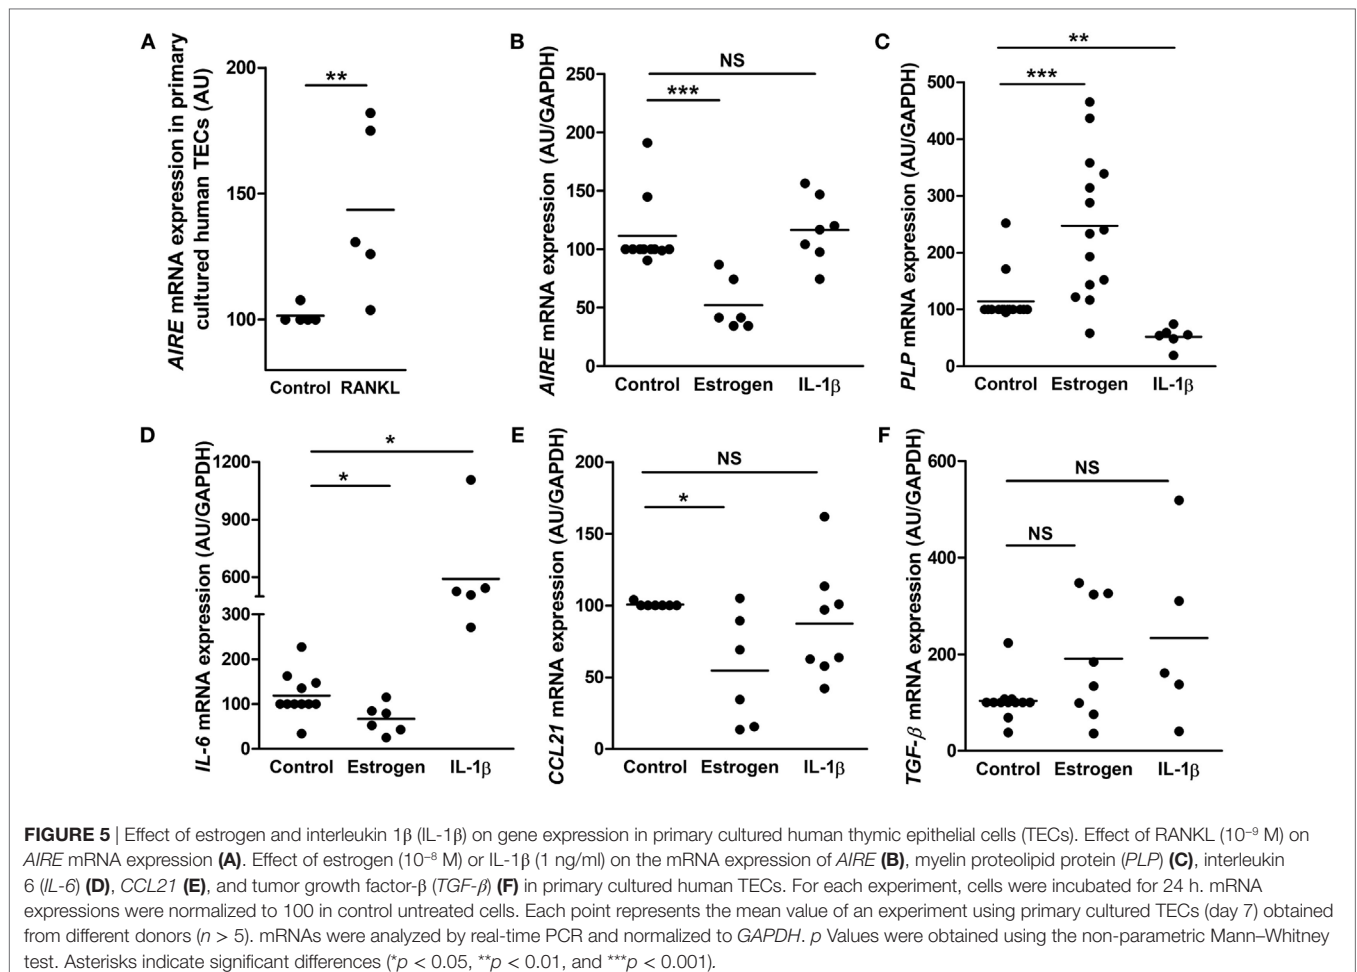 A
AIRE mRNA expression in primary
cultured human TECs (AU)
200
150
100
**
Control RANKL
B
AIRE mRNA expression (AU/GAPDH)
250
200
150
100
50
0
NS
***
Control Estrogen IL-1β
C
PLP mRNA expression (AU/GAPDH)
500
400
300
200
100
0
**
***
Control Estrogen IL-1β
D
IL-6 mRNA expression (AU/GAPDH)
1200
900
600
300
200
100
0
*
*
Control Estrogen IL-1β
E
CCL21 mRNA expression (AU/GAPDH)
200
150
100
50
0
NS
*
Control Estrogen IL-1β
F
TGF-β mRNA expression (AU/GAPDH)
600
400
200
0
NS
NS
Control Estrogen IL-1β
FIGURE 5 | Effect of estrogen and interleukin 1β (IL-1β) on gene expression in primary cultured human thymic epithelial cells (TECs). Effect of RANKL (10⁻⁹ M) on
AIRE mRNA expression (A). Effect of estrogen (10⁻⁸ M) or IL-1β (1 ng/ml) on the mRNA expression of AIRE (B), myelin proteolipid protein (PLP) (C), interleukin
6 (IL-6) (D), CCL21 (E), and tumor growth factor-β (TGF-β) (F) in primary cultured human TECs. For each experiment, cells were incubated for 24 h. mRNA
expressions were normalized to 100 in control untreated cells. Each point represents the mean value of an experiment using primary cultured TECs (day 7) obtained
from different donors (n > 5). mRNAs were analyzed by real-time PCR and normalized to GAPDH. p Values were obtained using the non-parametric Mann–Whitney
test. Asterisks indicate significant differences (*p < 0.05, **p < 0.01, and ***p < 0.001).